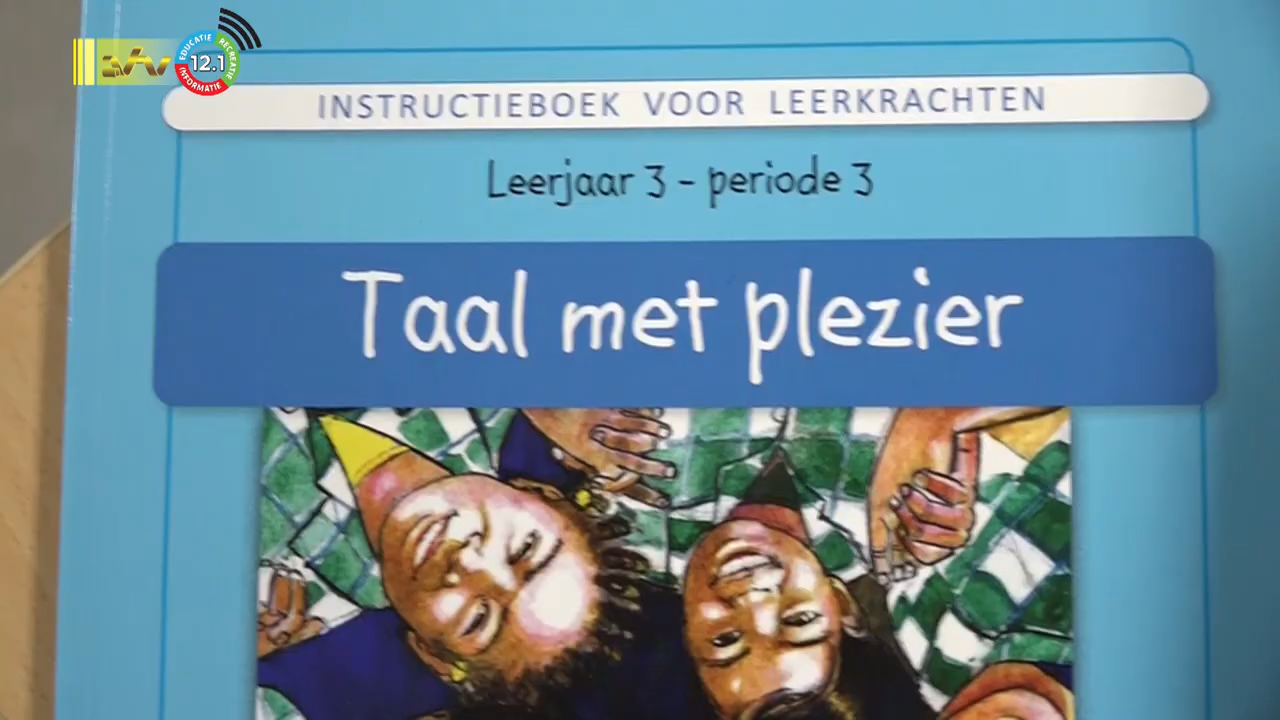 EDUCATIE RECREATIE INFORMATIE
12.1
INSTRUCTIEBOEK VOOR LEERKRACHTEN
Leerjaar 3 - periode 3
Taal met plezier